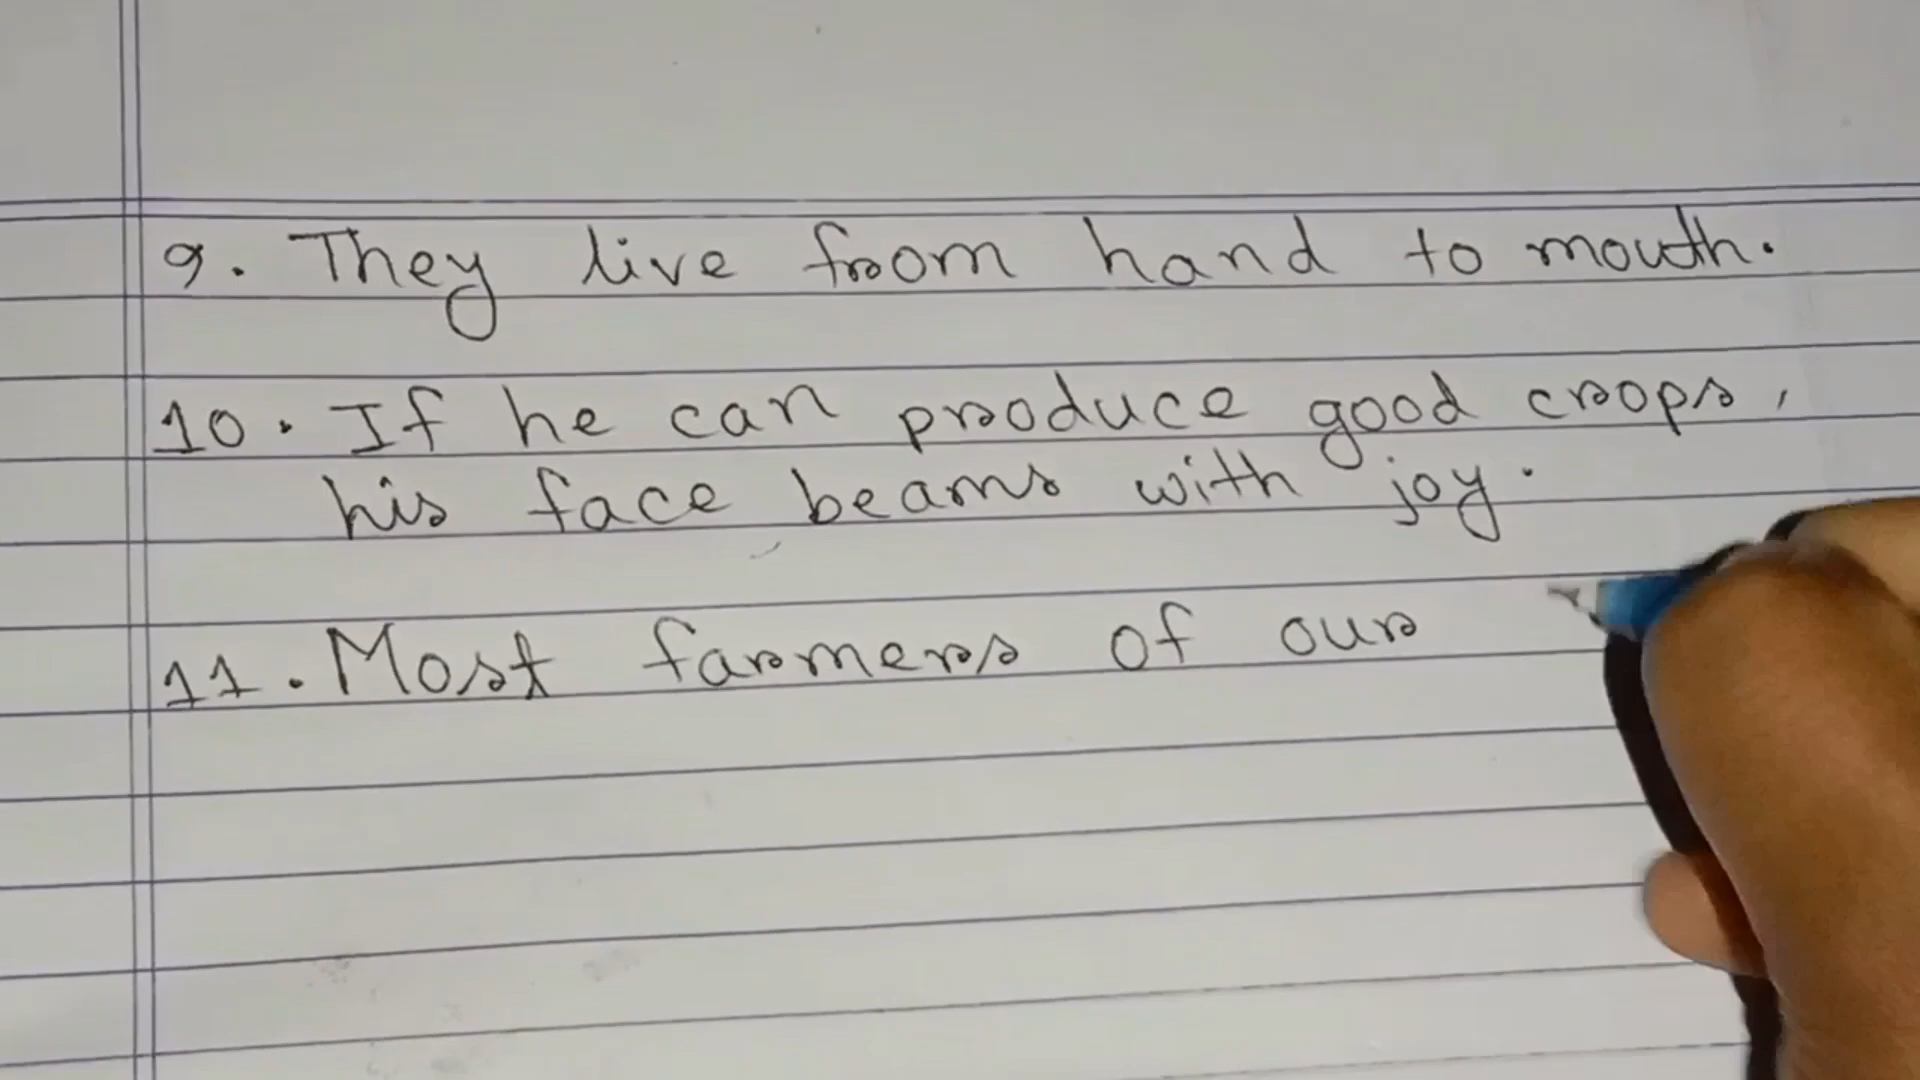 9. They live from hand to mouth.
10. If he can produce good crops,
his face beams with joy.
11. Most farmers of our